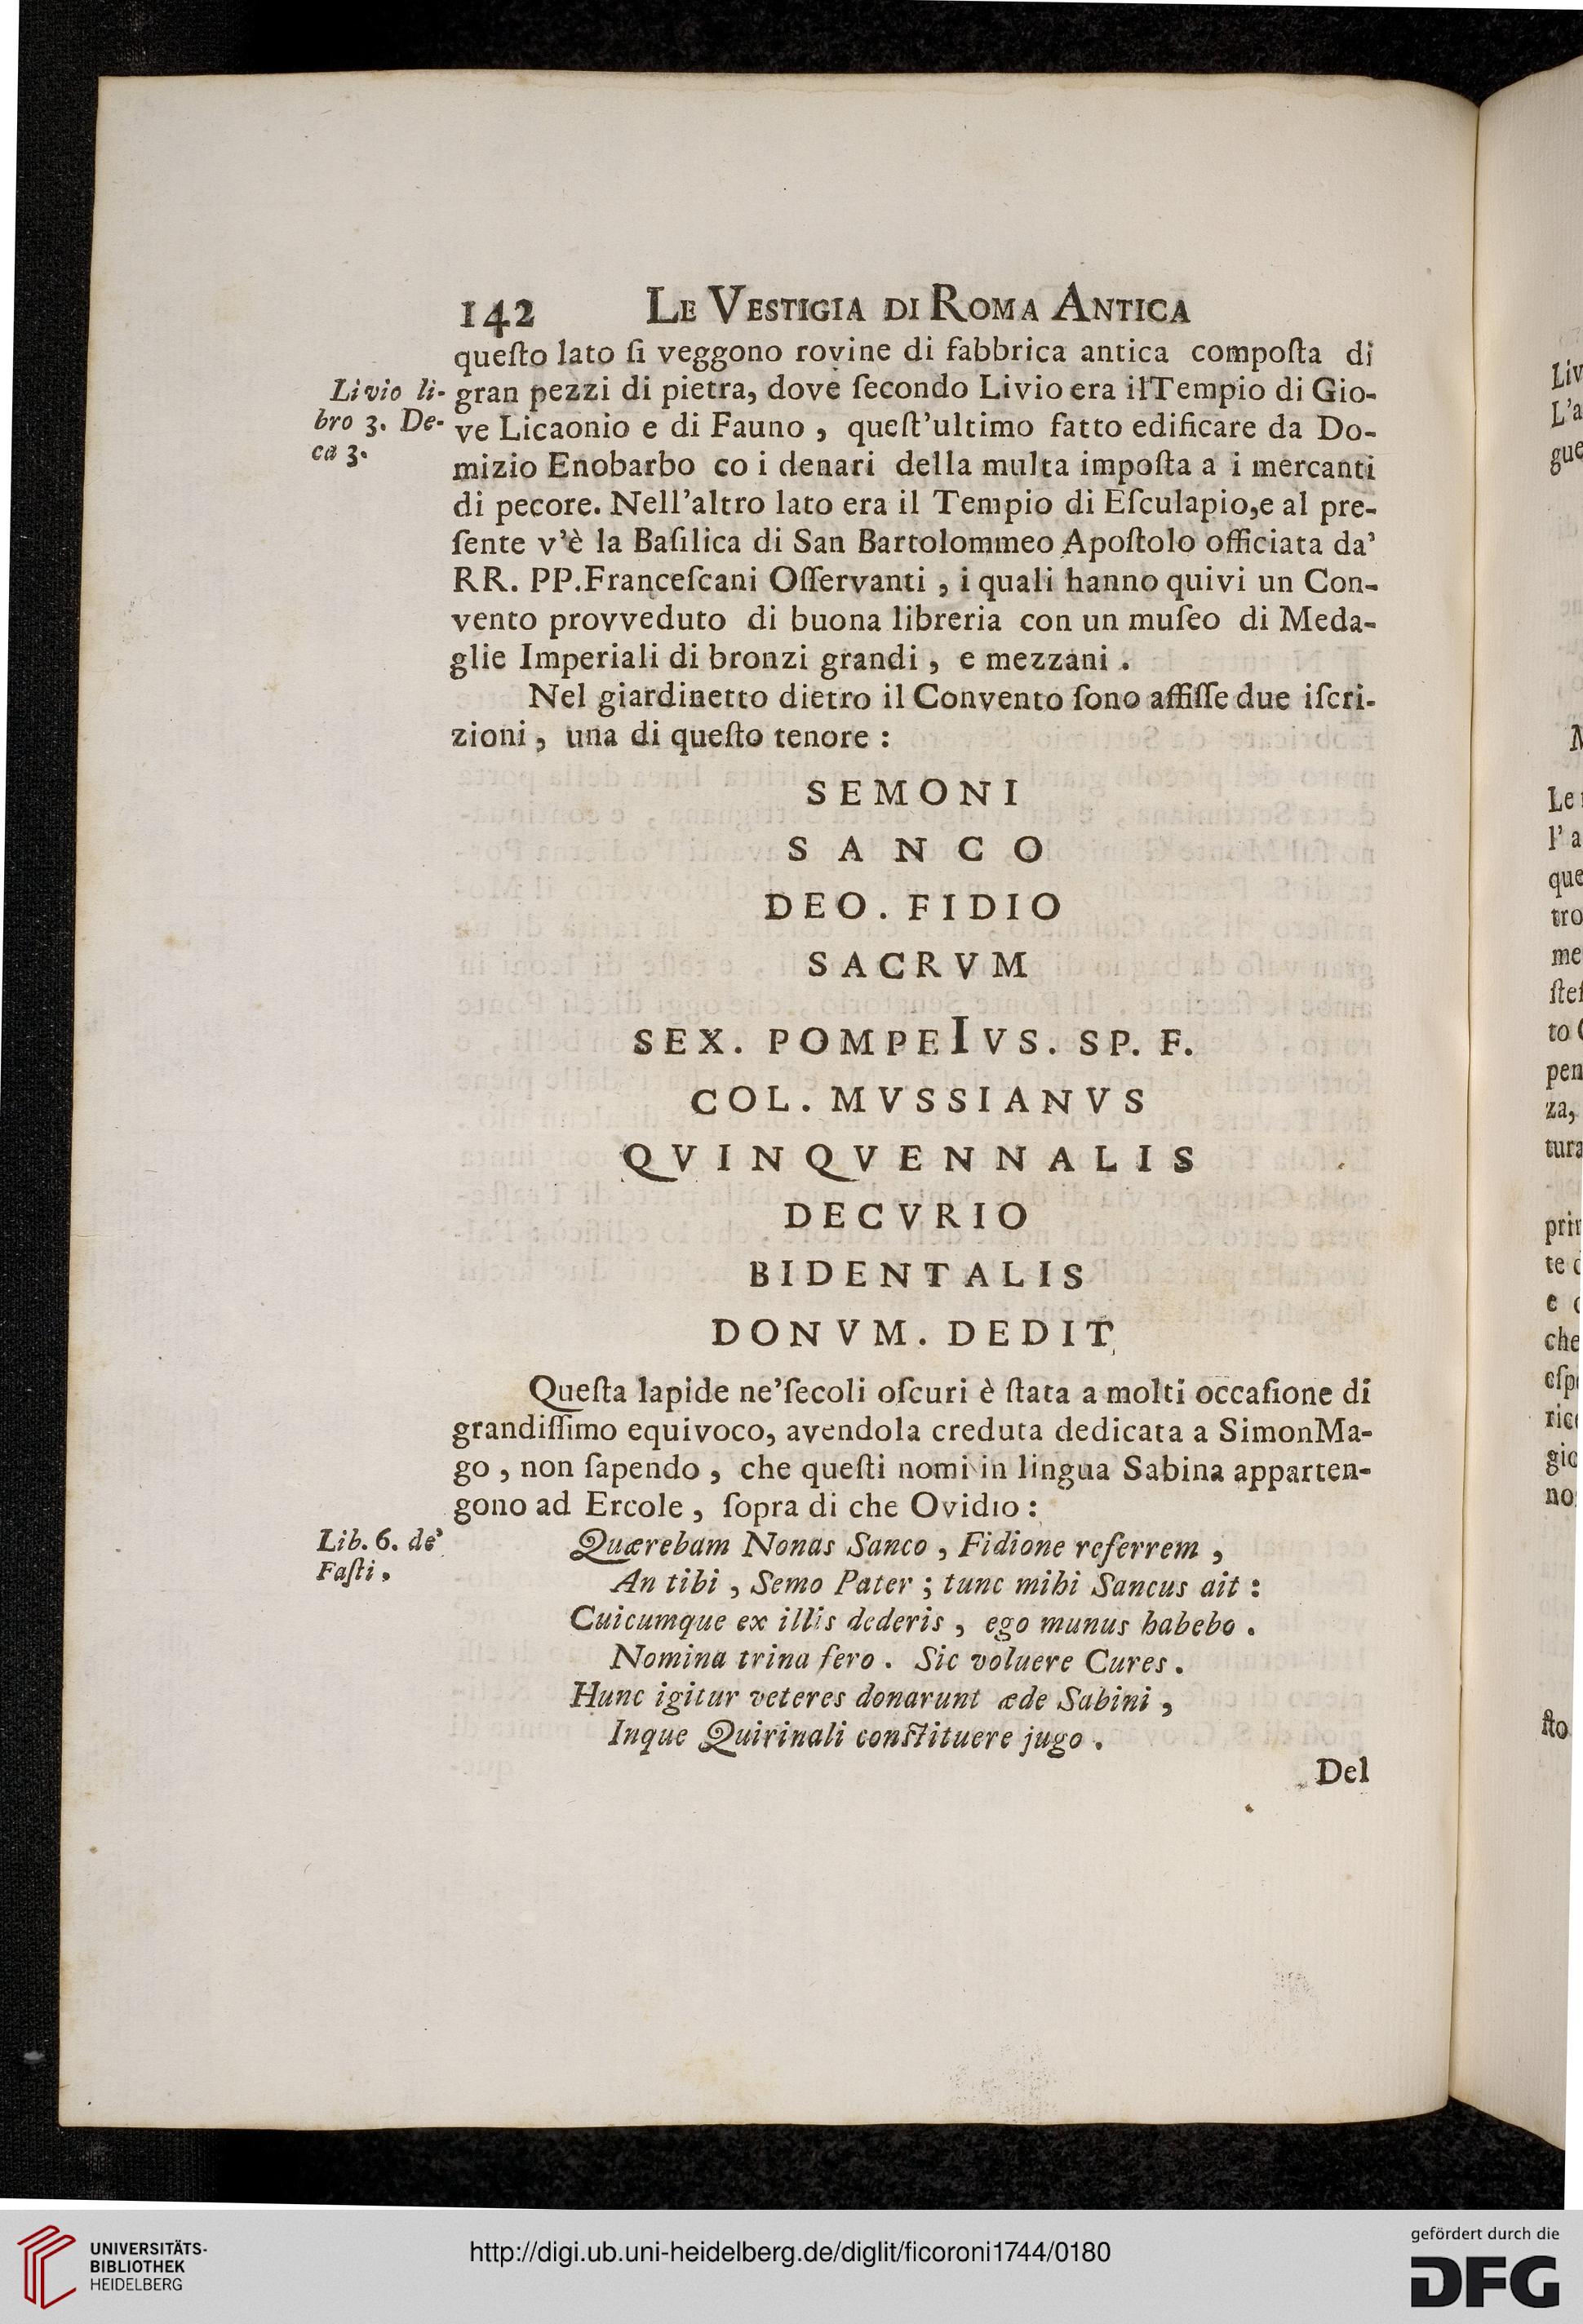 142 LE VESTIGIA DI ROMA ANTICA
queſto lato ſi veggono rovine di fabbrica antica compoſta di
Livio li- gran pezzi di pietra, dove ſecondo Livio era il Tempio di Gio-
bro 3. De- ve Licaonio e di Fauno , queſt'ultimo fatto edificare da Do-
ca 3. mizio Enobarbo co i denari della multa impoſta a i mercanti
di pecore. Nell'altro lato era il Tempio di Eſculapio,e al pre-
ſente v'è la Baſilica di San Bartolommeo Apoſtolo officiata da'
RR. PP.Franceſcani Oſſervanti , i quali hanno quivi un Con-
vento provveduto di buona libreria con un muſeo di Meda-
glie Imperiali di bronzi grandi , e mezzani .
Nel giardinetto dietro il Convento ſono affiſſe due iſcri-
zioni , una di queſto tenore :
SEMONI
SANCO
DEO . FIDIO
SACRVM
SEX. POMPEIVS. SP. F.
COL. MVSSIANVS
QVINQVENNALIS
DECVRIO
BIDENTALIS
DONVM. DEDIT
Queſta lapide ne'ſecoli oſcuri è ſtata a molti occaſione di
grandiſſimo equivoco, avendola creduta dedicata a SimonMa-
go , non ſapendo , che queſti nomi in lingua Sabina apparten-
gono ad Ercole , ſopra di che Ovidio :
Lib. 6. de' Quærebam Nonas Sanco , Fidione referrem ,
Faſti , An tibi , Semo Pater ; tunc mihi Sancus ait :
Cuicumque ex illis dederis , ego munus habebo .
Nomina trina fero . Sic voluere Cures .
Hunc igitur veteres donarunt æde Sabini ,
Inque Quirinali conſtituere jugo .
Del
UNIVERSITÄTS-
BIBLIOTHEK
HEIDELBERG
http://digi.ub.uni-heidelberg.de/diglit/ficoroni1744/0180
gefördert durch die
DFG